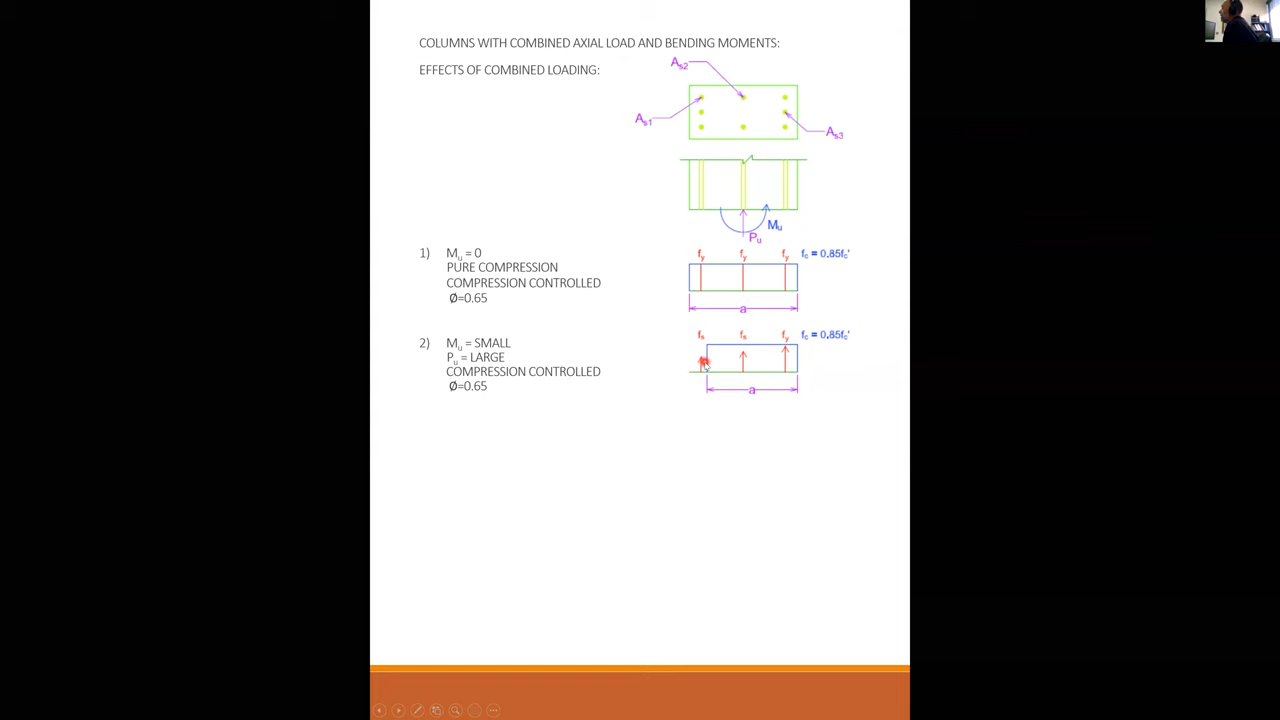 COLUMNS WITH COMBINED AXIAL LOAD AND BENDING MOMENTS:
EFFECTS OF COMBINED LOADING:
As2
As1
As3
Mu
Pu
1) Mu = 0
PURE COMPRESSION
COMPRESSION CONTROLLED
Ø=0.65
fy fy fy fc = 0.85fc'
a
2) Mu = SMALL
Pu = LARGE
COMPRESSION CONTROLLED
Ø=0.65
fs fs fy fc = 0.85fc'
a